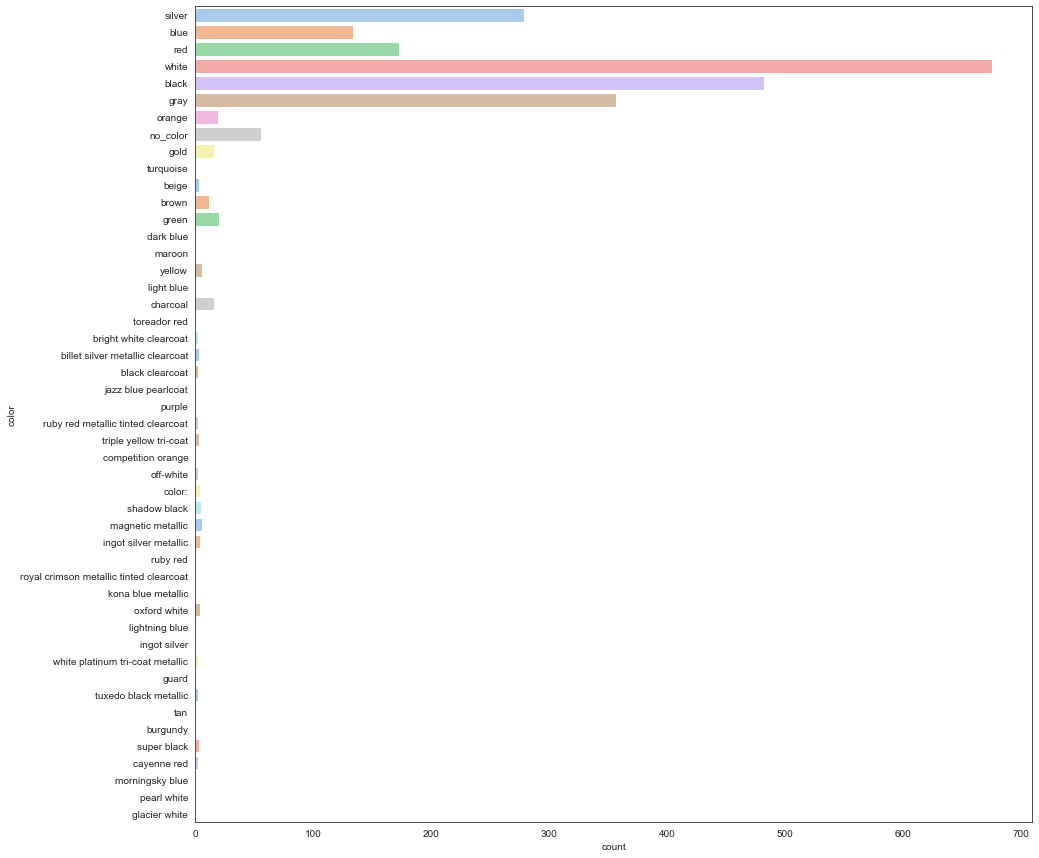 silver
blue
red
white
black
gray
orange
no_color
gold
turquoise
beige
brown
green
dark blue
maroon
yellow
light blue
charcoal
toreador red
bright white clearcoat
billet silver metallic clearcoat
black clearcoat
jazz blue pearlcoat
purple
ruby red metallic tinted clearcoat
triple yellow tri-coat
competition orange
off-white
color:
shadow black
magnetic metallic
ingot silver metallic
ruby red
royal crimson metallic tinted clearcoat
kona blue metallic
oxford white
lightning blue
ingot silver
white platinum tri-coat metallic
guard
tuxedo black metallic
tan
burgundy
super black
cayenne red
morningsky blue
pearl white
glacier white
color
0 100 200 300 400 500 600 700
count